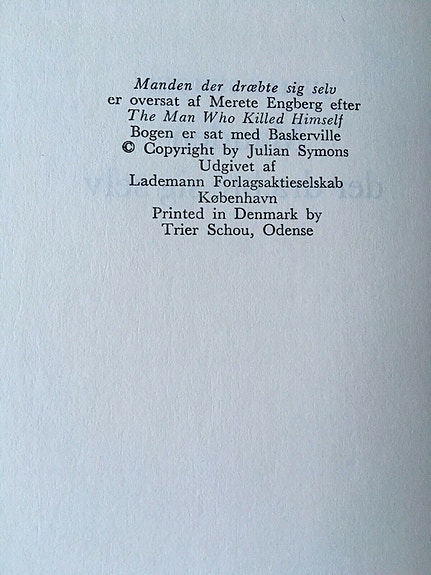 Manden der dræbte sig selv
er oversat af Merete Engberg efter
The Man Who Killed Himself
Bogen er sat med Baskerville
© Copyright by Julian Symons
Udgivet af
Lademann Forlagsaktieselskab
København
Printed in Denmark by
Trier Schou, Odense